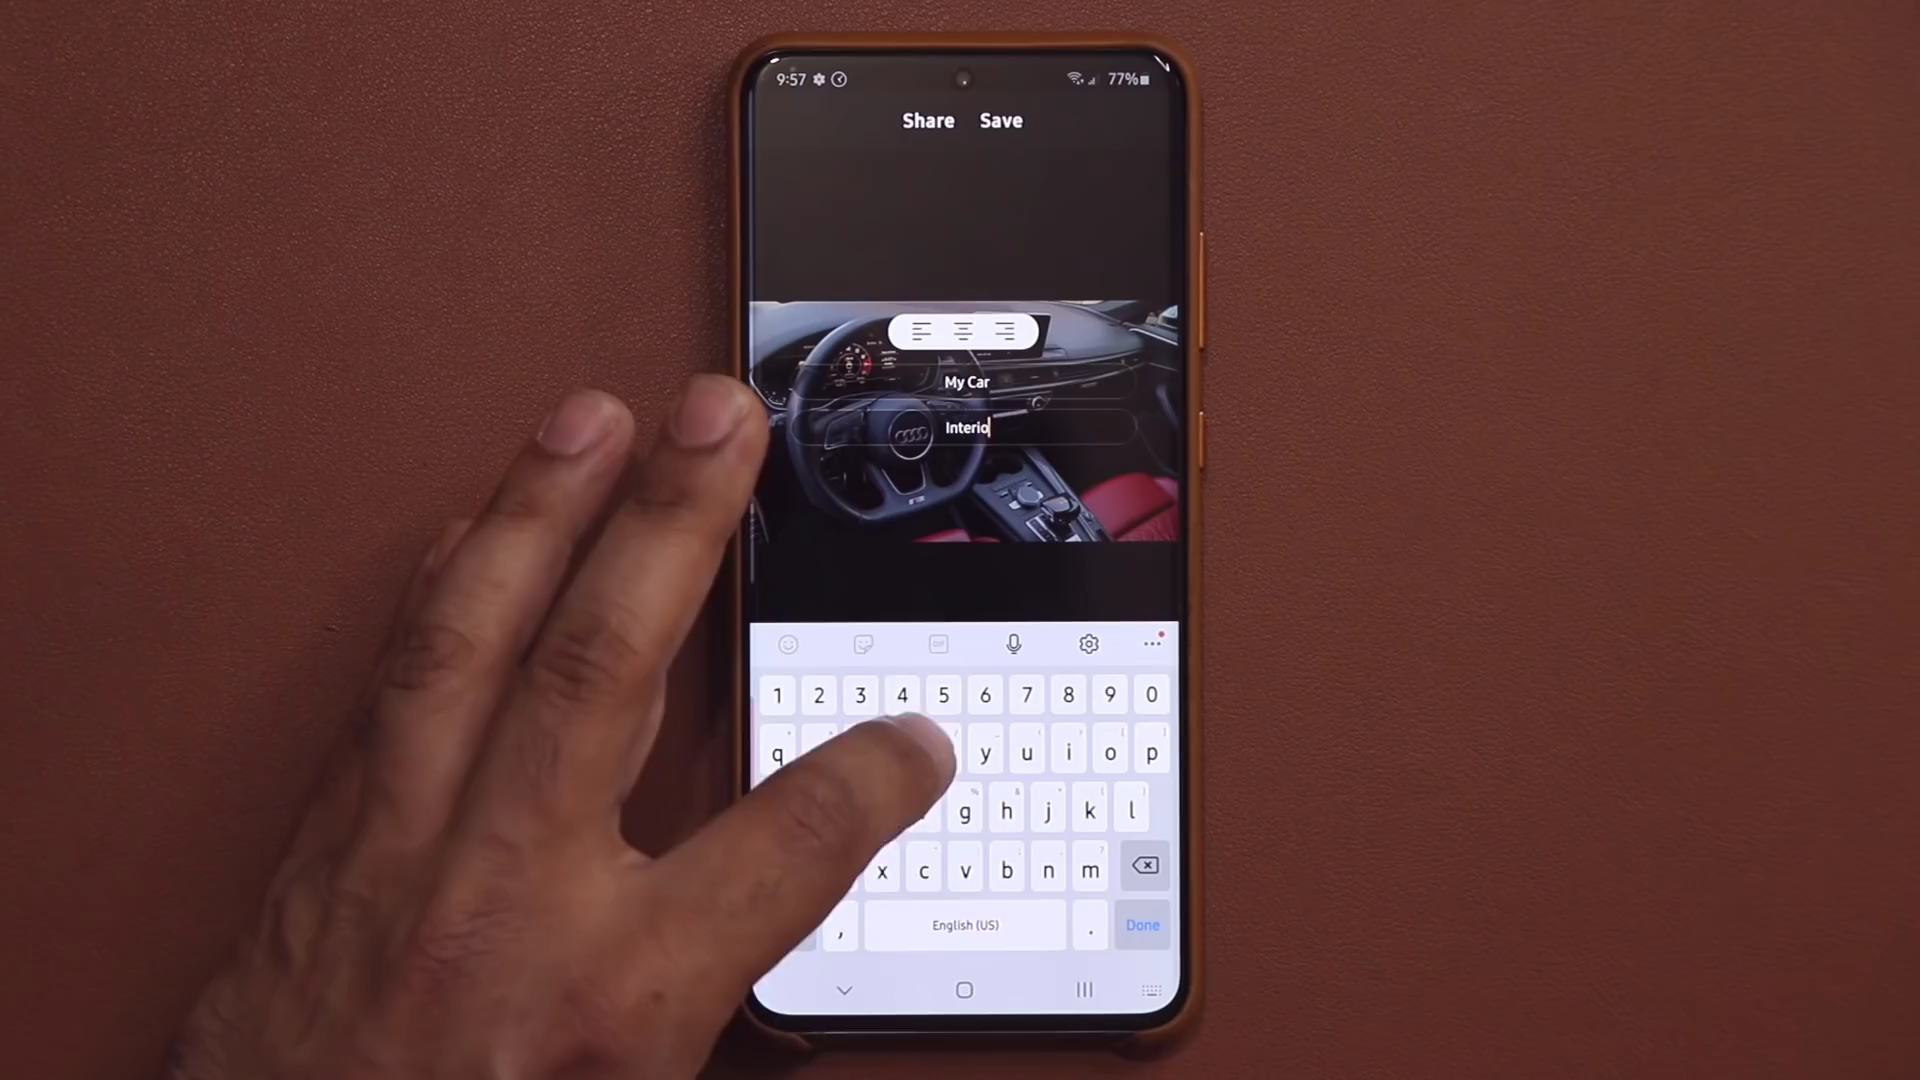 9:57 77%
Share Save
My Car
Interio
GIF
1 2 3 4 5 6 7 8 9 0
q y u i o p
g h j k l
x c v b n m
, English (US) . Done